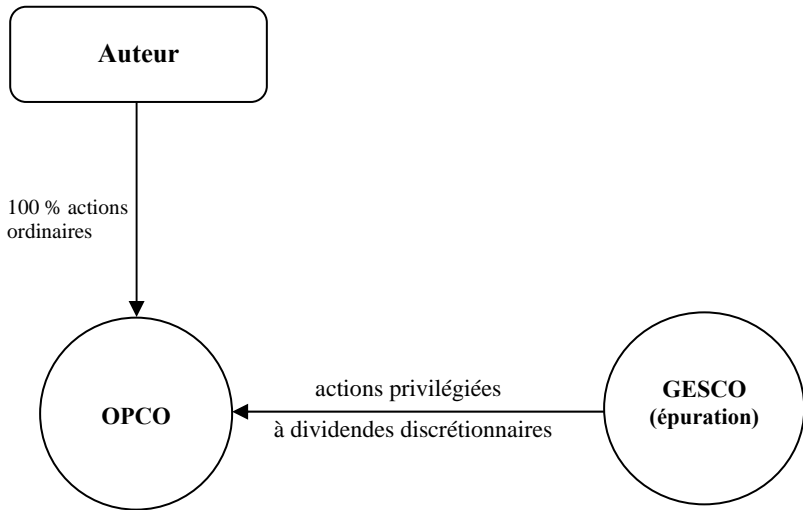 Auteur
100 % actions
ordinaires
OPCO
actions privilégiées
à dividendes discrétionnaires
GESCO
(épuration)